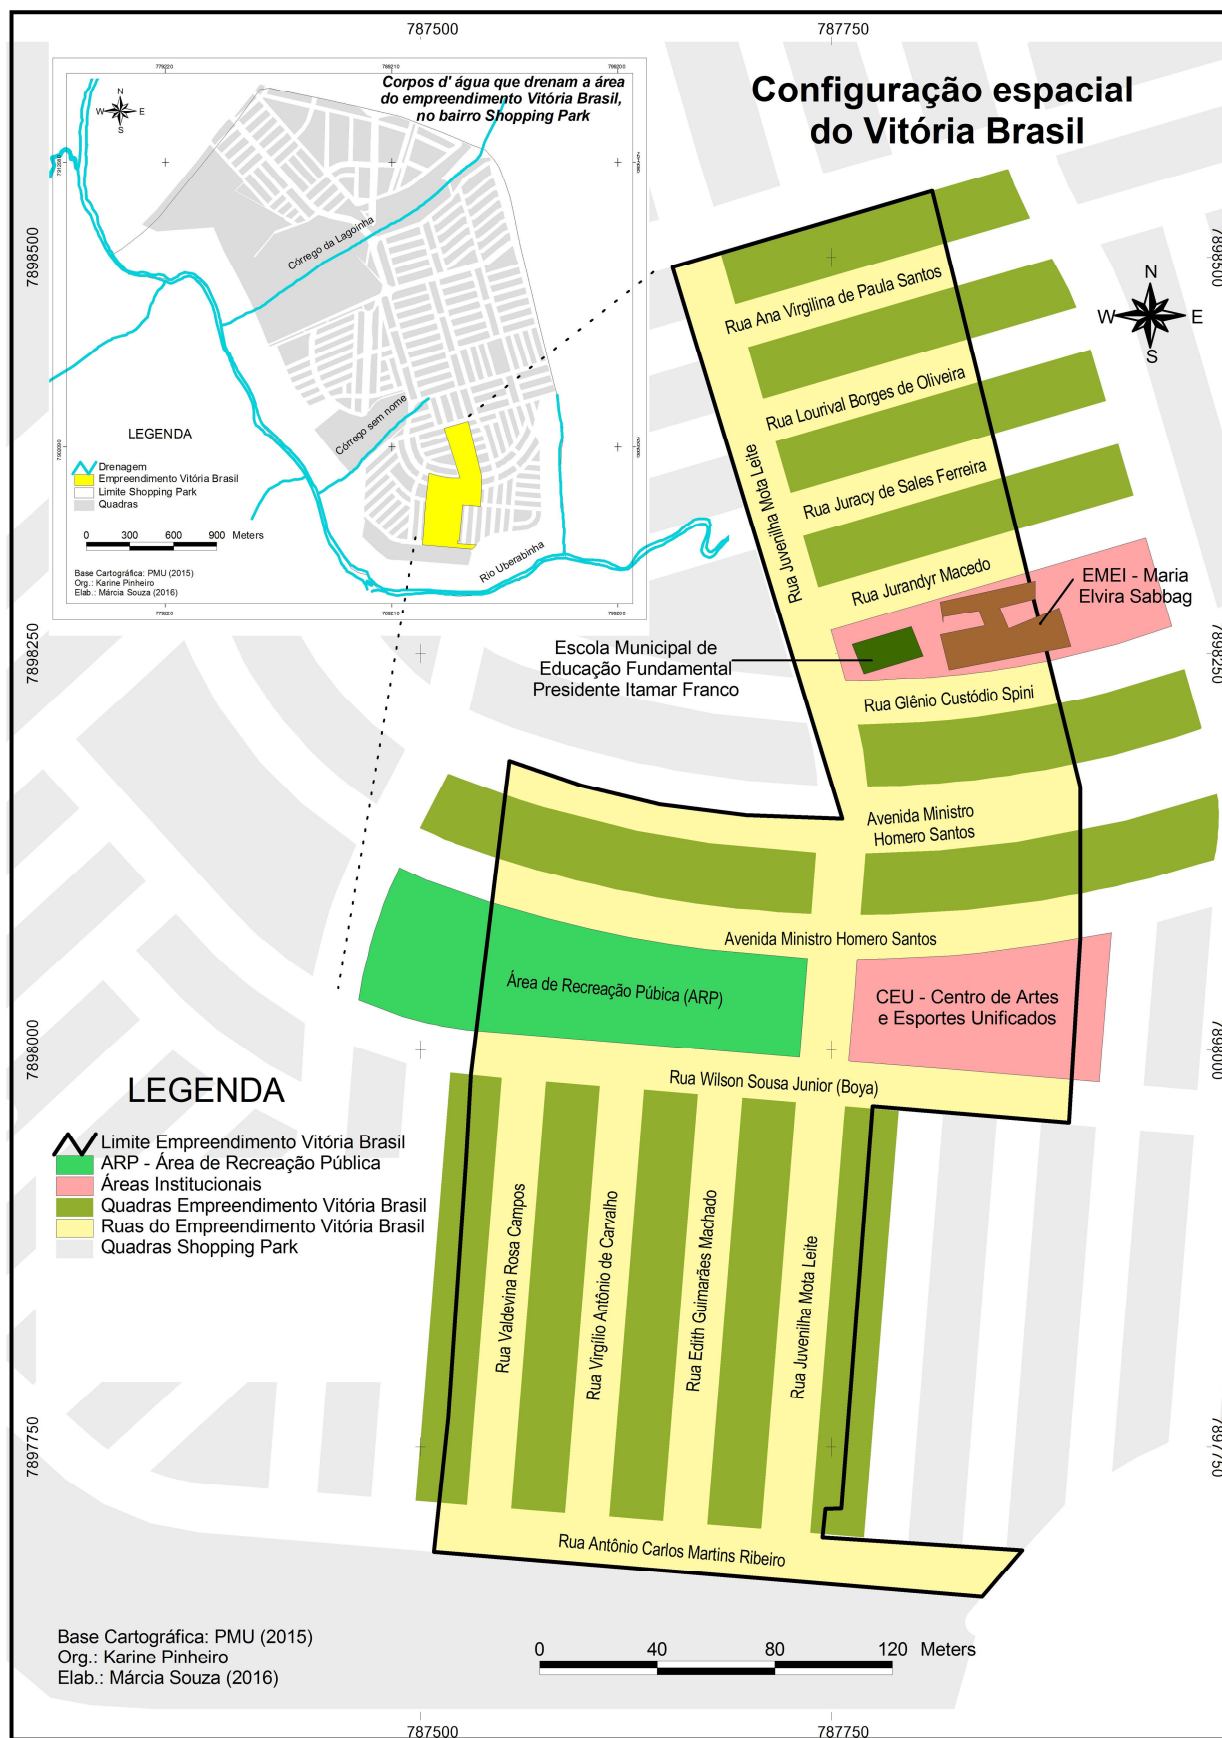 787500
787750
Configuração espacial
do Vitória Brasil
Corpos d' água que drenam a área
do empreendimento Vitória Brasil,
no bairro Shopping Park
N
W
E
S
Córrego da Lagoinha
Córrego sem nome
Rio Uberabinha
LEGENDA
Drenagem
Empreendimento Vitória Brasil
Limite Shopping Park
Quadras
0 300 600 900 Meters
Base Cartográfica: PMU (2015)
Org.: Karine Pinheiro
Elab.: Márcia Souza (2016)
7898500
7898500
N
W
E
S
Rua Ana Virgilina de Paula Santos
Rua Lourival Borges de Oliveira
Rua Juvenilha Mota Leite
Rua Juracy de Sales Ferreira
Rua Jurandyr Macedo
EMEI - Maria
Elvira Sabbag
Escola Municipal de
Educação Fundamental
Presidente Itamar Franco
7898250
7898250
Rua Glênio Custódio Spini
Avenida Ministro
Homero Santos
Avenida Ministro Homero Santos
Área de Recreação Púbica (ARP)
CEU - Centro de Artes
e Esportes Unificados
7898000
7898000
Rua Wilson Sousa Junior (Boya)
LEGENDA
Limite Empreendimento Vitória Brasil
ARP - Área de Recreação Pública
Áreas Institucionais
Quadras Empreendimento Vitória Brasil
Ruas do Empreendimento Vitória Brasil
Quadras Shopping Park
Rua Valdevina Rosa Campos
Rua Virgílio Antônio de Carvalho
Rua Edith Guimarães Machado
Rua Juvenilha Mota Leite
7897750
7897750
Rua Antônio Carlos Martins Ribeiro
Base Cartográfica: PMU (2015)
Org.: Karine Pinheiro
Elab.: Márcia Souza (2016)
0 40 80 120 Meters
787500
787750